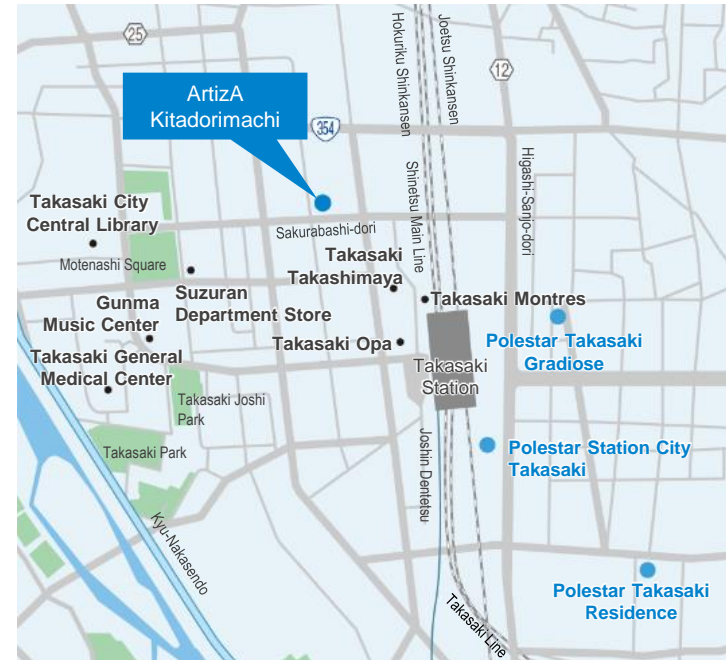 25
Hokuriku Shinkansen
Joetsu Shinkansen
12
ArtizA
Kitadorimachi
354
Higashi-Sanjo-dori
Shinetsu Main Line
Takasaki City
Central Library
Sakurabashi-dori
Motenashi Square
Takasaki
Takashimaya
Suzuran
Department Store
Takasaki Montres
Gunma
Music Center
Takasaki Opa
Polestar Takasaki
Gradiose
Takasaki General
Medical Center
Takasaki
Station
Takasaki Joshi
Park
Takasaki Park
Joshin Dentetsu
Polestar Station City
Takasaki
Kyu-Nakasendo
Polestar Takasaki
Residence
Takasaki Line